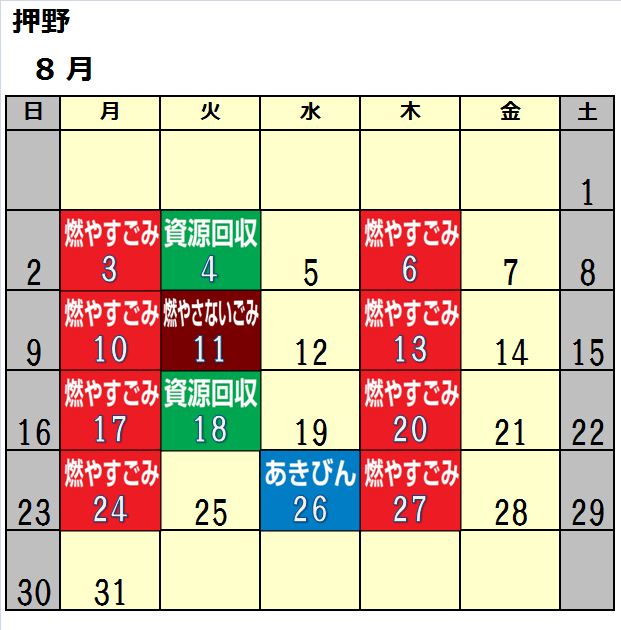 押野
8 月
日 月 火 水 木 金 土
1
燃やすごみ 資源回収 燃やすごみ
2 3 4 5 6 7 8
燃やすごみ 燃やさないごみ 燃やすごみ
9 10 11 12 13 14 15
燃やすごみ 資源回収 燃やすごみ
16 17 18 19 20 21 22
燃やすごみ あきびん 燃やすごみ
23 24 25 26 27 28 29
30 31